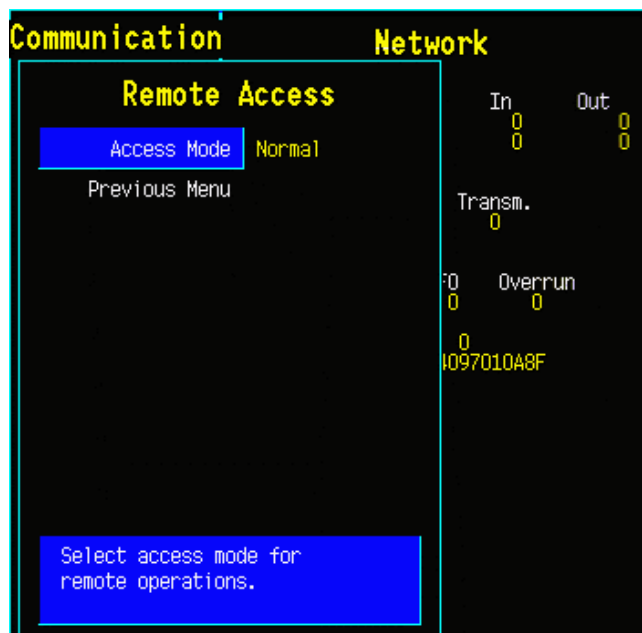 Communication
Network
Remote Access
Access Mode Normal
Previous Menu
Select access mode for
remote operations.
In Out
0 0
0 0
Transm.
0
Overrun
0 0
0
4097010A8F